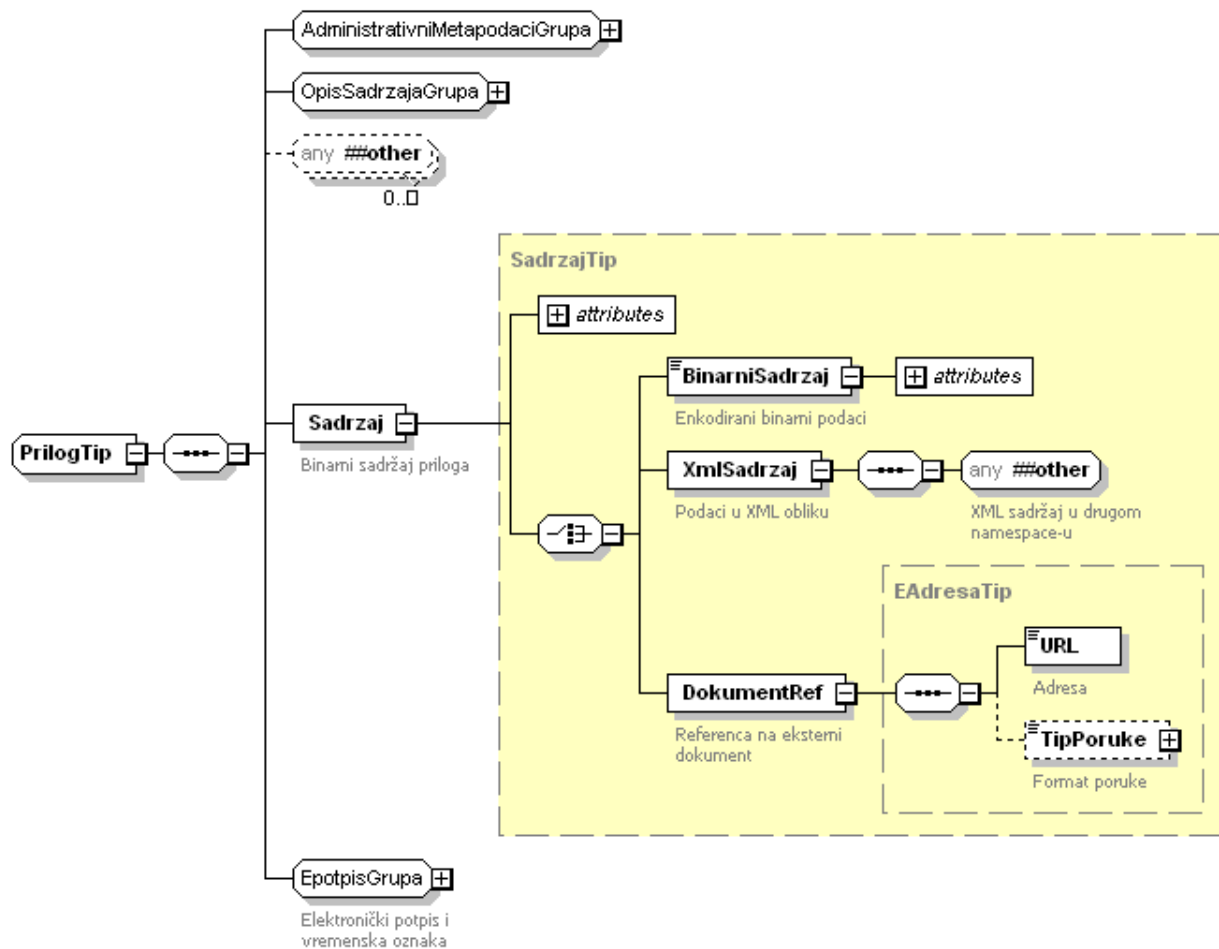 AdministrativniMetapodaciGrupa
OpisSadrzajaGrupa
any ##other
0..□
SadrzajTip
attributes
BinarniSadrzaj
attributes
Enkodirani binarni podaci
Sadrzaj
Binarni sadržaj priloga
PrilogTip
XmlSadrzaj
any ##other
Podaci u XML obliku
XML sadržaj u drugom
namespace-u
EAdresaTip
URL
Adresa
DokumentRef
Referenca na eksterni
dokument
TipPoruke
Format poruke
EpotpisGrupa
Elektronički potpis i
vremenska oznaka